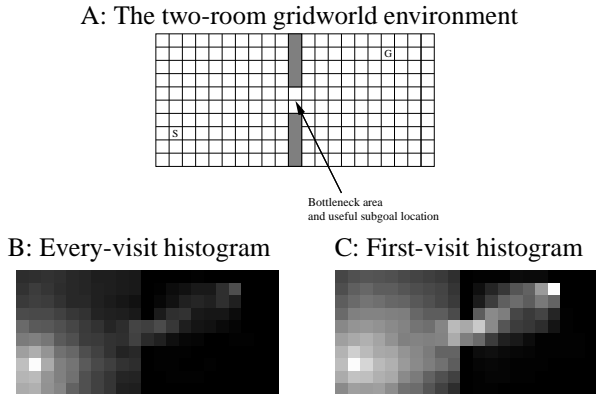 A: The two-room gridworld environment
G
S
Bottleneck area
and useful subgoal location
B: Every-visit histogram
C: First-visit histogram